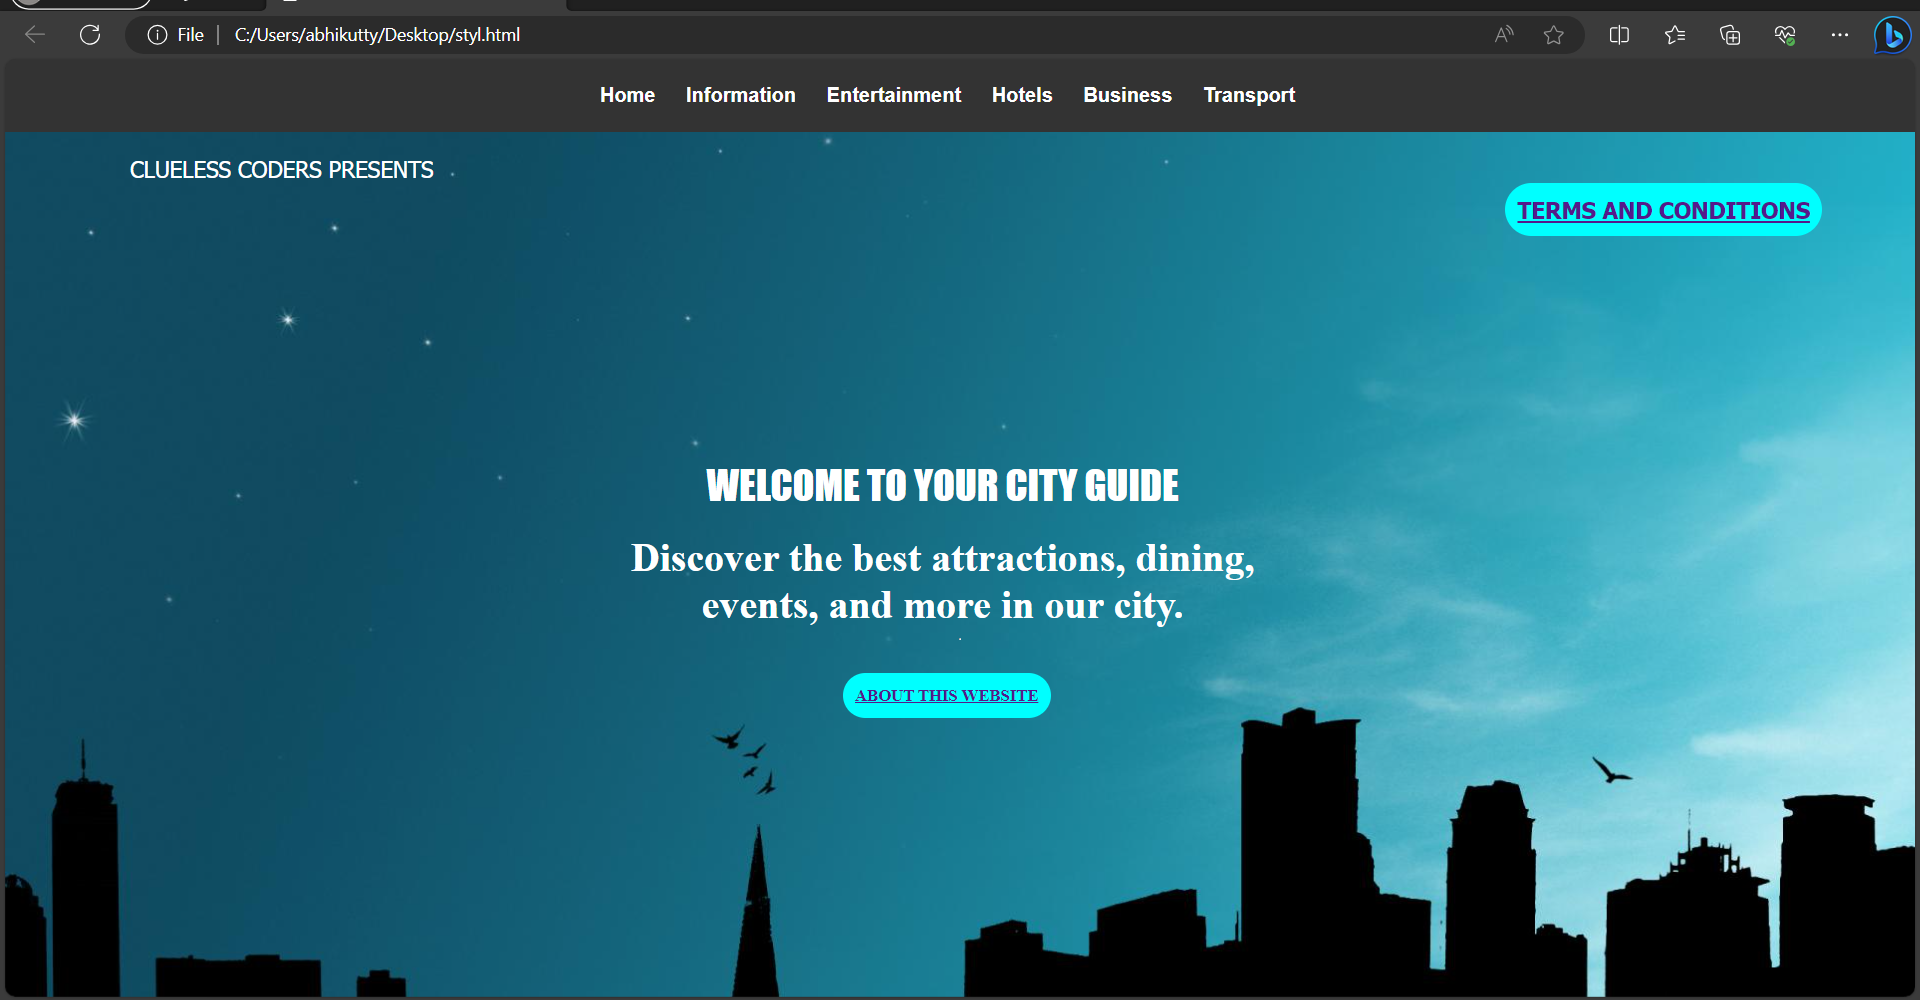 File | C:/Users/abhikutty/Desktop/styl.html
Home Information Entertainment Hotels Business Transport
CLUELESS CODERS PRESENTS
TERMS AND CONDITIONS
WELCOME TO YOUR CITY GUIDE
Discover the best attractions, dining,
events, and more in our city.
ABOUT THIS WEBSITE